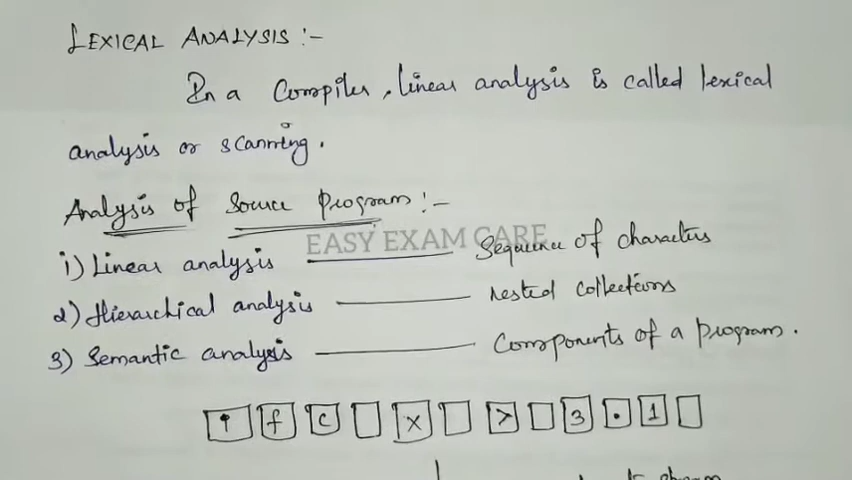 LEXICAL ANALYSIS :-
In a Compiler, linear analysis is called lexical
analysis or scanning.
Analysis of Source program :-
EASY EXAM CARE
1) Linear analysis — Sequence of characters
2) Hierarchical analysis — nested collections
3) Semantic analysis — Components of a program.
i f C x > 3 . 1